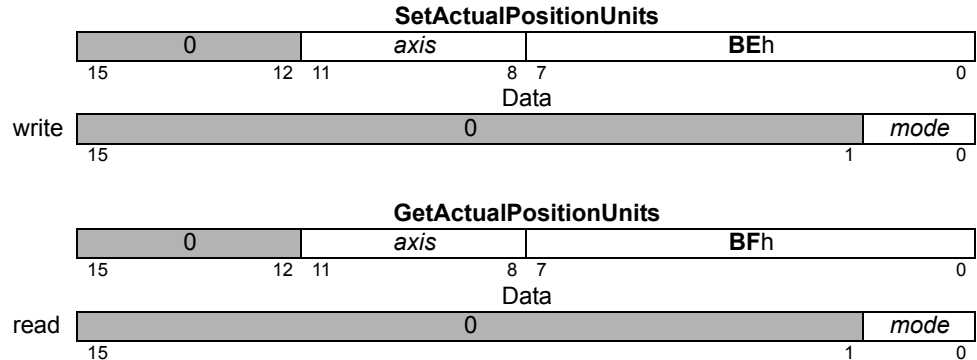 SetActualPositionUnits
0 axis BEh
15 12 11 8 7 0
Data
write 0 mode
15 1 0
GetActualPositionUnits
0 axis BFh
15 12 11 8 7 0
Data
read 0 mode
15 1 0